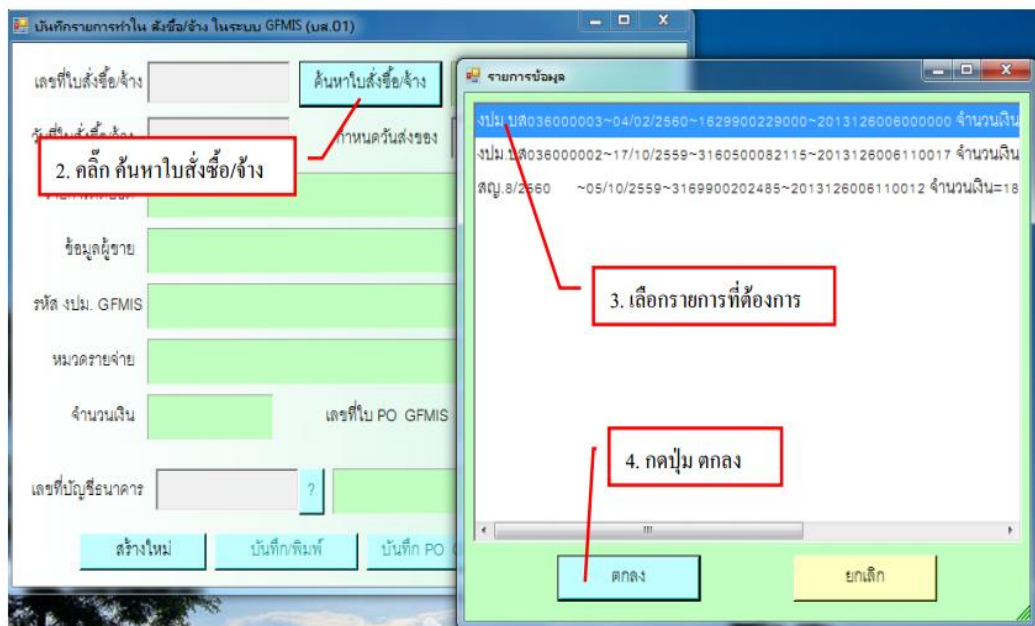 บันทึกรายการทำใบ สั่งซื้อ/จ้าง ในระบบ GFMIS (บส.01)
เลขที่ใบสั่งซื้อ/จ้าง
ค้นหาใบสั่งซื้อ/จ้าง
กำหนดวันส่งของ
2. คลิ๊ก ค้นหาใบสั่งซื้อ/จ้าง
ข้อมูลผู้ขาย
รหัส งปม. GFMIS
หมวดรายจ่าย
จำนวนเงิน
เลขที่ใบ PO GFMIS
เลขที่บัญชีธนาคาร
?
สร้างใหม่
บันทึก/พิมพ์
บันทึก PO
รายการข้อมูล
งปม.บส036000003~04/02/2560~1629900229000~2013126006000000 จำนวนเงิน
งปม.บส036000002~17/10/2559~3160500082115~2013126006110017 จำนวนเงิน
สญ.8/2560 ~05/10/2559~3169900202485~2013126006110012 จำนวนเงิน=18
3. เลือกรายการที่ต้องการ
4. กดปุ่ม ตกลง
ตกลง
ยกเลิก